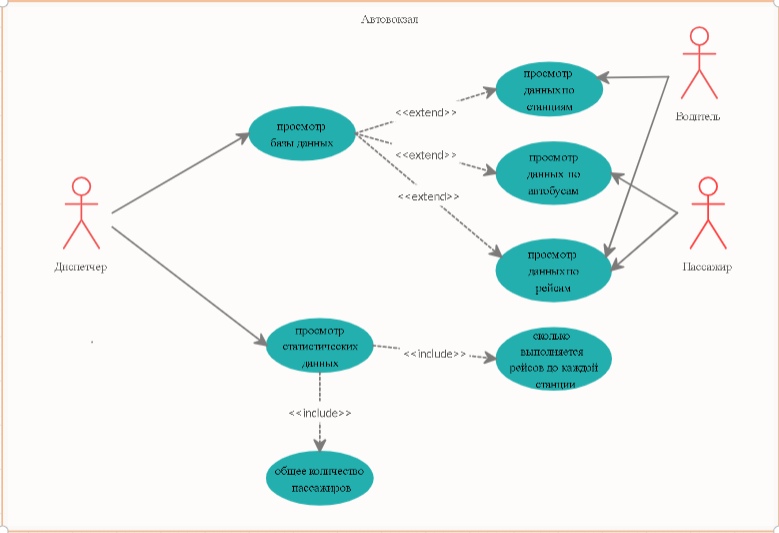 Автовокзал
просмотр
данных по
станциям
Водитель
<<extend>>
просмотр
базы данных
<<extend>>
просмотр
данных по
автобусам
<<extend>>
Диспетчер
Пассажир
просмотр
данных по
рейсам
просмотр
статистических
данных
<<include>>
сколько
выполняется
рейсов до каждой
станции
<<include>>
общее количество
пассажиров